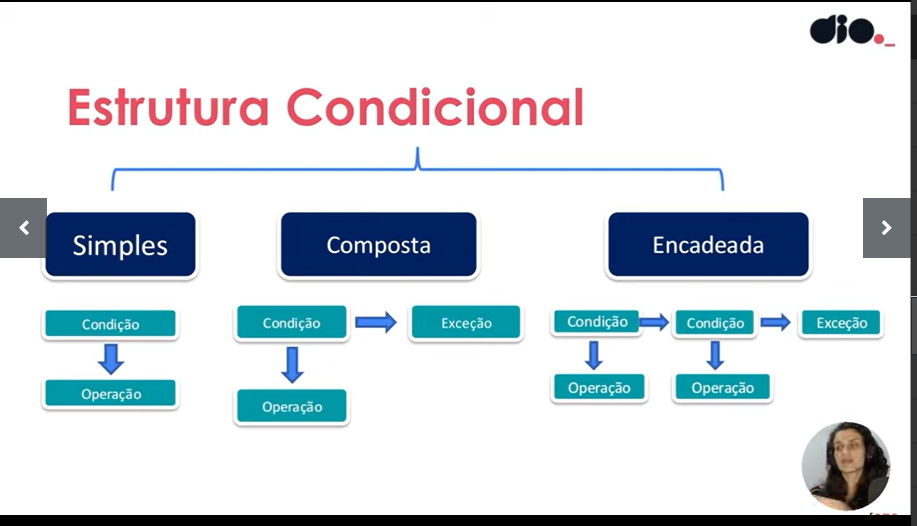 dio._
Estrutura Condicional
Simples
Composta
Encadeada
Condição
Operação
Condição
Exceção
Operação
Condição
Condição
Exceção
Operação
Operação